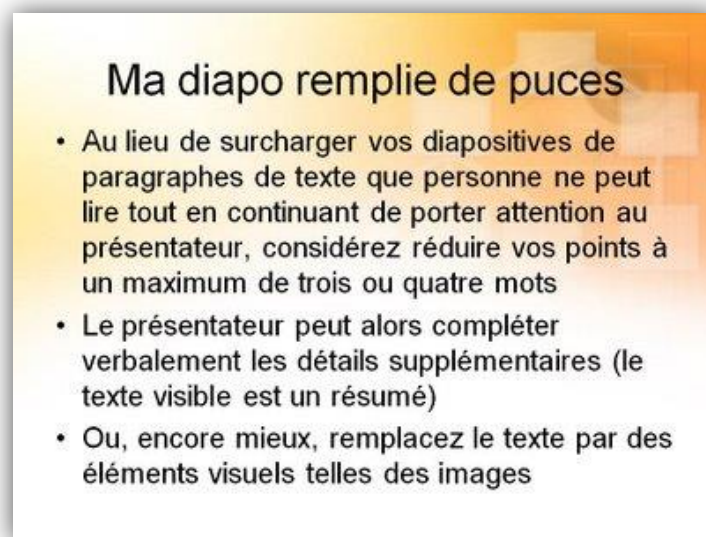 Ma diapo remplie de puces
• Au lieu de surcharger vos diapositives de
paragraphes de texte que personne ne peut
lire tout en continuant de porter attention au
présentateur, considérez réduire vos points à
un maximum de trois ou quatre mots
• Le présentateur peut alors compléter
verbalement les détails supplémentaires (le
texte visible est un résumé)
• Ou, encore mieux, remplacez le texte par des
éléments visuels telles des images